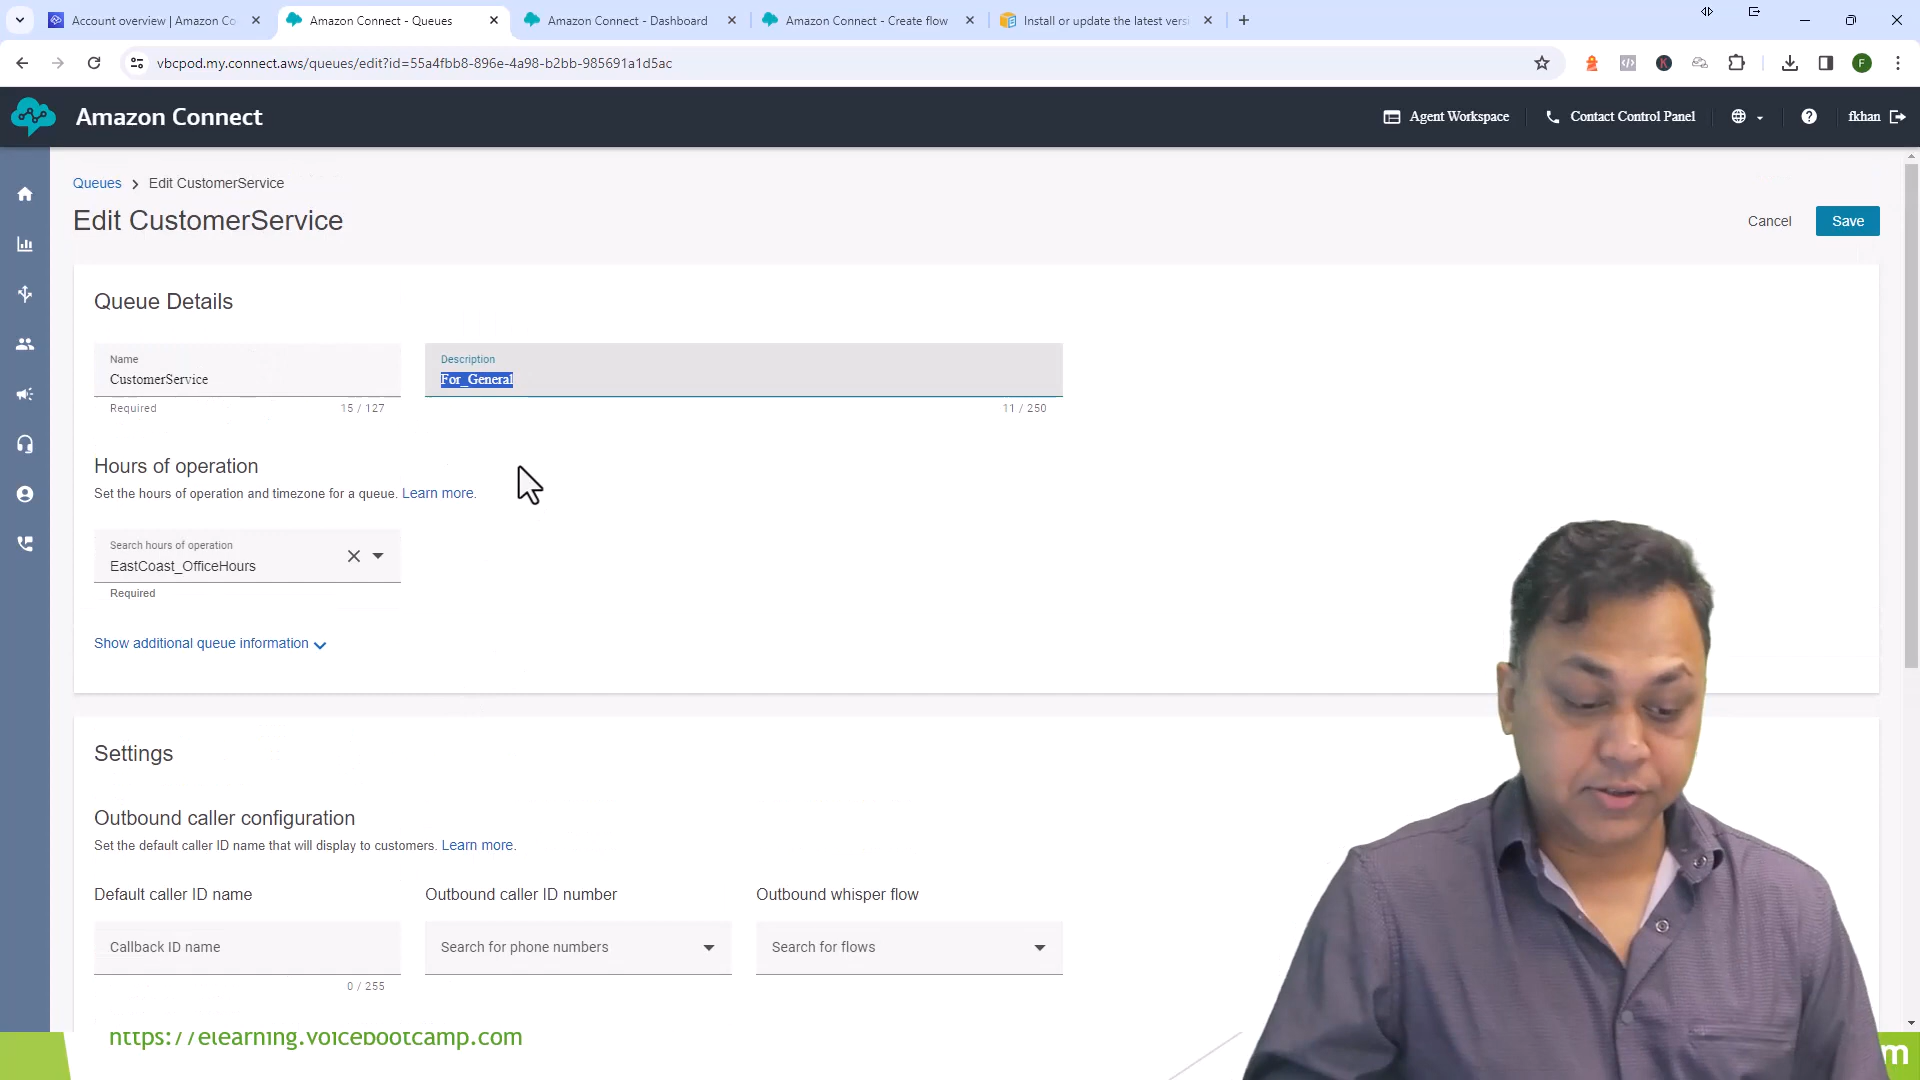 Account overview | Amazon Co
Amazon Connect - Queues
Amazon Connect - Dashboard
Amazon Connect - Create flow
Install or update the latest versi
vbcpod.my.connect.aws/queues/edit?id=55a4fbb8-896e-4a98-b2bb-985691a1d5ac
K
F
Amazon Connect
Agent Workspace
Contact Control Panel
fkhan
Queues > Edit CustomerService
Edit CustomerService
Cancel
Save
Queue Details
Name
Description
CustomerService
For_General
Required
15 / 127
11 / 250
Hours of operation
Set the hours of operation and timezone for a queue. Learn more.
Search hours of operation
EastCoast_OfficeHours
Required
Show additional queue information
Settings
Outbound caller configuration
Set the default caller ID name that will display to customers. Learn more.
Default caller ID name
Outbound caller ID number
Outbound whisper flow
Callback ID name
Search for phone numbers
Search for flows
0 / 255
https://elearning.voicebootcamp.com
m